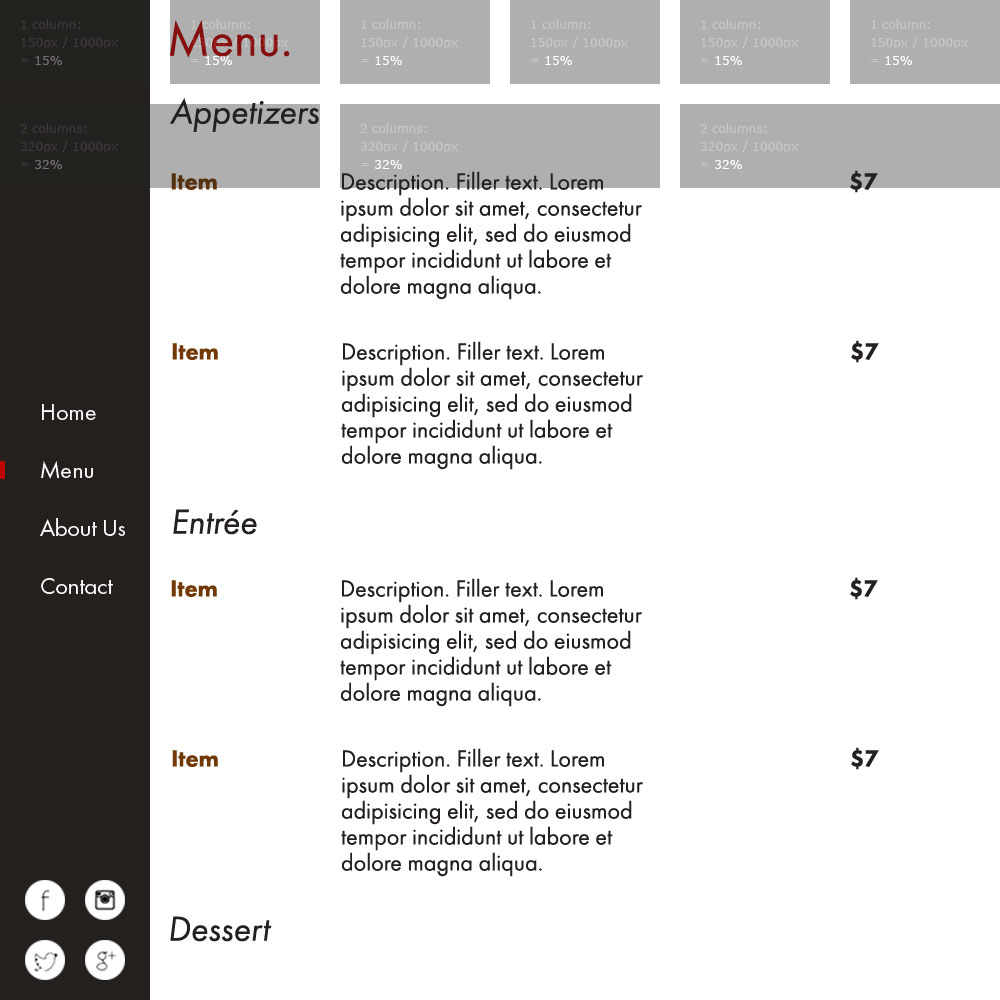 1 column:
150px / 1000px
= 15%
1 column:
150px / 1000px
= 15%
1 column:
150px / 1000px
= 15%
1 column:
150px / 1000px
= 15%
1 column:
150px / 1000px
= 15%
1 column:
150px / 1000px
= 15%
Menu.
2 columns:
320px / 1000px
= 32%
2 columns:
320px / 1000px
= 32%
2 columns:
320px / 1000px
= 32%
Home
Menu
About Us
Contact
f
g+
Appetizers
Item
Description. Filler text. Lorem
ipsum dolor sit amet, consectetur
adipisicing elit, sed do eiusmod
tempor incididunt ut labore et
dolore magna aliqua.
$7
Item
Description. Filler text. Lorem
ipsum dolor sit amet, consectetur
adipisicing elit, sed do eiusmod
tempor incididunt ut labore et
dolore magna aliqua.
$7
Entrée
Item
Description. Filler text. Lorem
ipsum dolor sit amet, consectetur
adipisicing elit, sed do eiusmod
tempor incididunt ut labore et
dolore magna aliqua.
$7
Item
Description. Filler text. Lorem
ipsum dolor sit amet, consectetur
adipisicing elit, sed do eiusmod
tempor incididunt ut labore et
dolore magna aliqua.
$7
Dessert